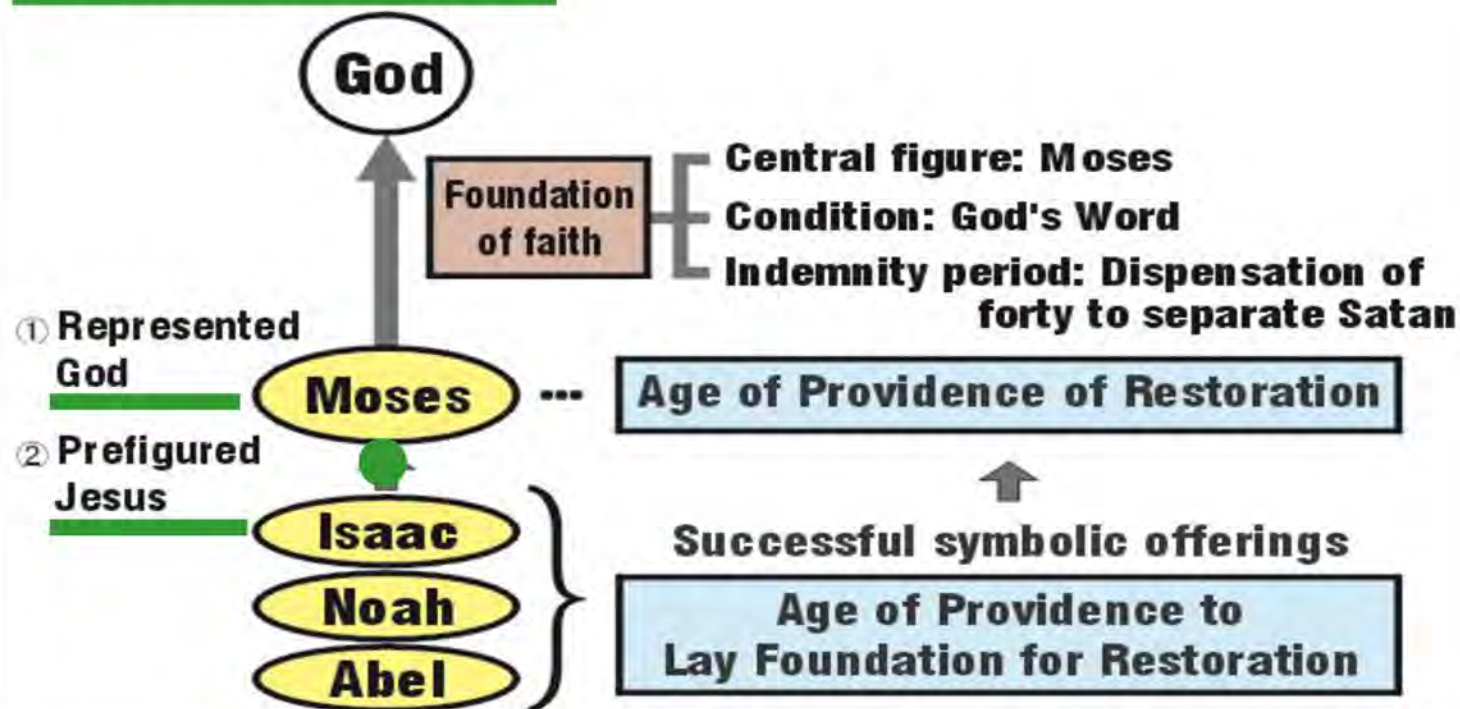 God
Foundation
of faith
Central figure: Moses
Condition: God's Word
Indemnity period: Dispensation of
forty to separate Satan
① Represented
God
Moses
---
Age of Providence of Restoration
② Prefigured
Jesus
Isaac
Noah
Abel
Successful symbolic offerings
Age of Providence to
Lay Foundation for Restoration